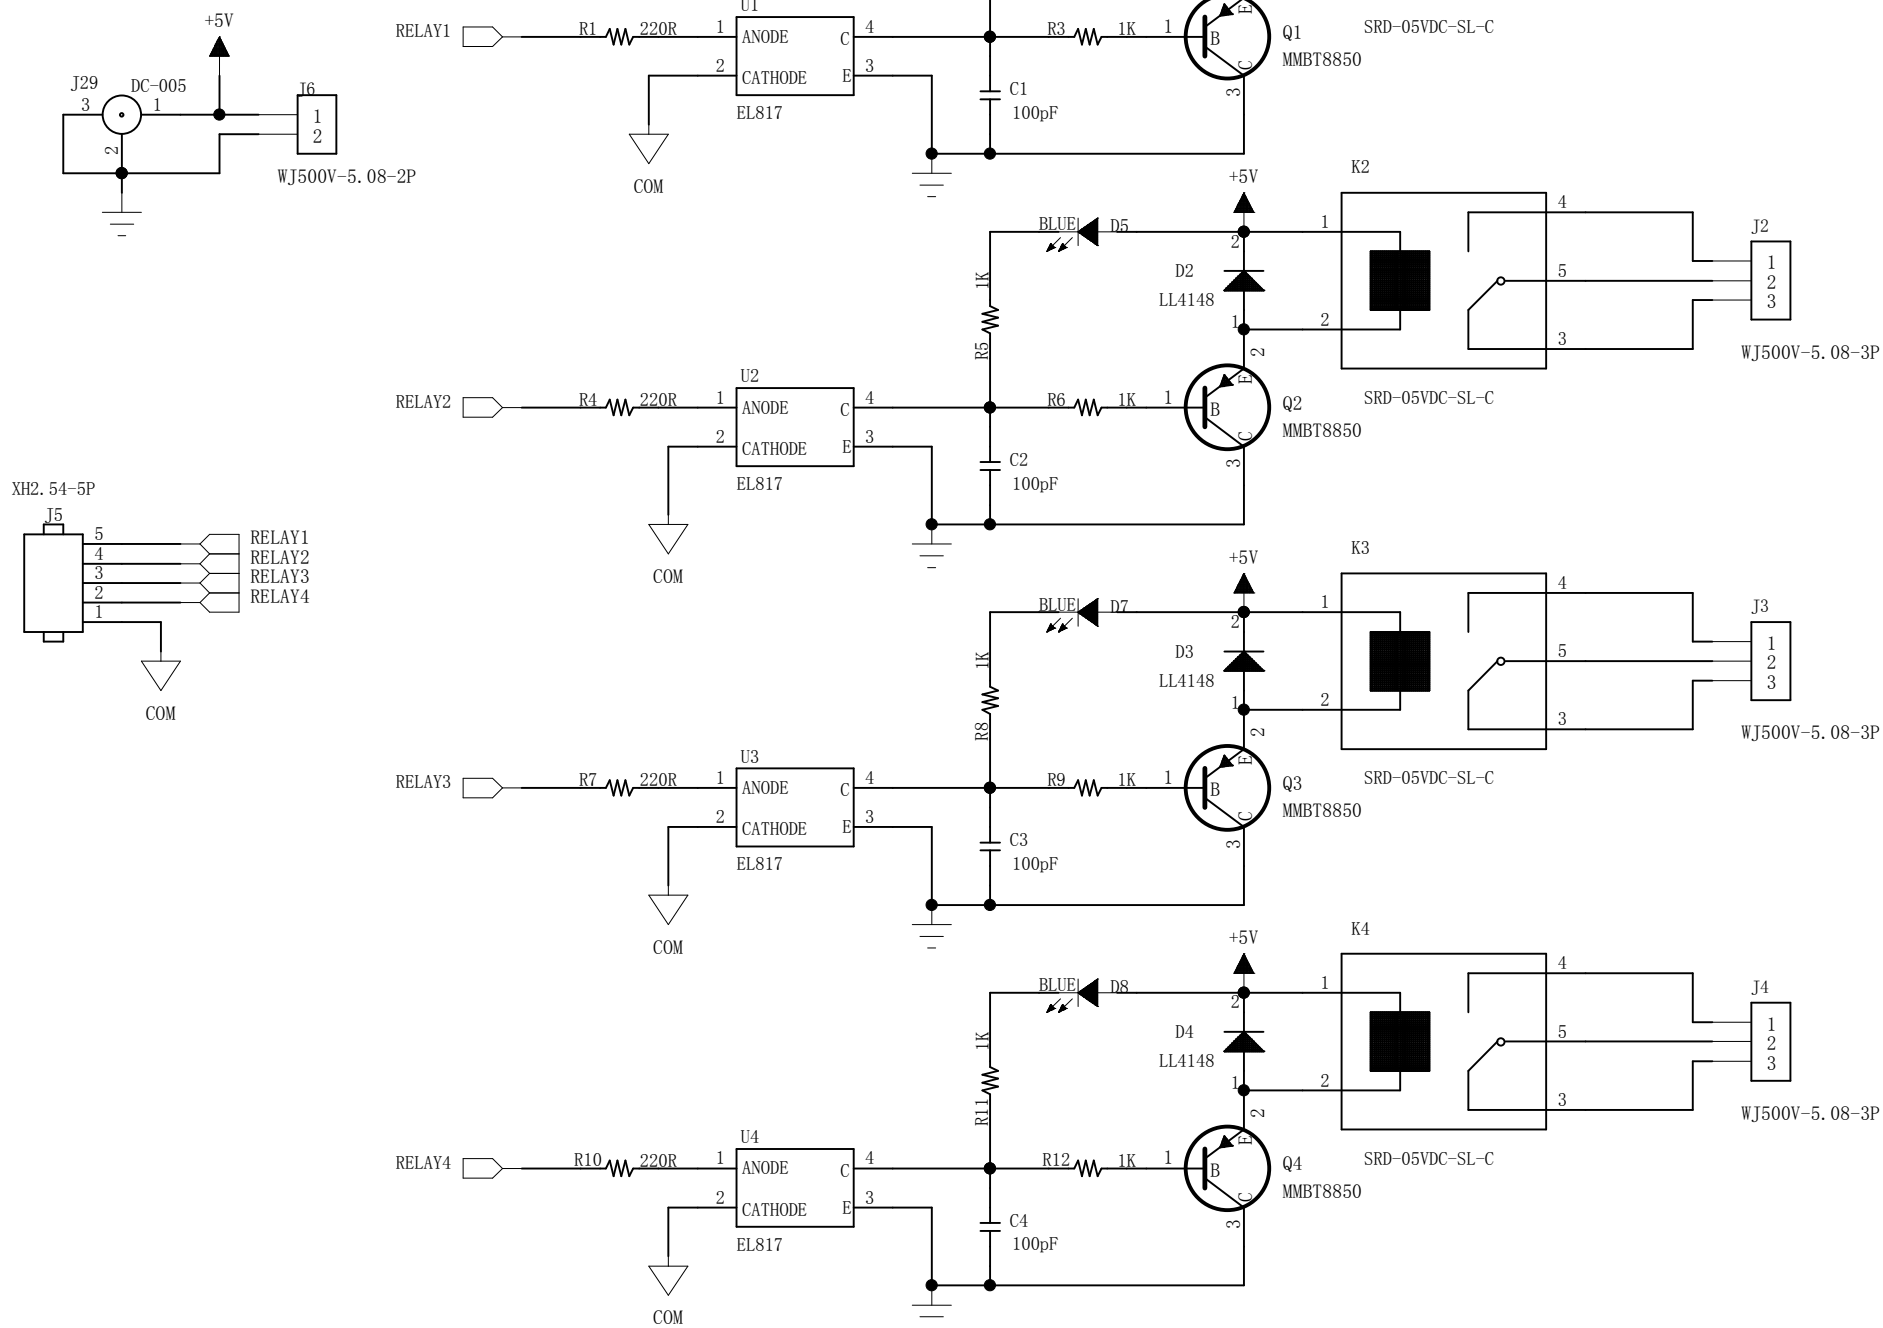 +5V
J29
DC-005
3
1
2
J6
1
2
WJ500V-5.08-2P
RELAY1
R1
220R
U1
1
ANODE
2
CATHODE
C
4
E
3
EL817
COM
R3
1K
1
B
E
C
3
Q1
MMBT8850
SRD-05VDC-SL-C
C1
100pF
+5V
K2
BLUE
D5
2
1
4
J2
1K
D2
LL4148
5
1
2
3
R5
1
2
2
3
WJ500V-5.08-3P
RELAY2
R4
220R
U2
1
ANODE
2
CATHODE
C
4
E
3
EL817
COM
R6
1K
1
B
E
C
3
Q2
MMBT8850
SRD-05VDC-SL-C
C2
100pF
XH2.54-5P
J5
5
RELAY1
4
RELAY2
3
RELAY3
2
RELAY4
1
COM
+5V
K3
BLUE
D7
2
1
4
J3
1K
D3
LL4148
5
1
2
3
R8
1
2
2
3
WJ500V-5.08-3P
RELAY3
R7
220R
U3
1
ANODE
2
CATHODE
C
4
E
3
EL817
COM
R9
1K
1
B
E
C
3
Q3
MMBT8850
SRD-05VDC-SL-C
C3
100pF
+5V
K4
BLUE
D8
2
1
4
J4
1K
D4
LL4148
5
1
2
3
R11
1
2
2
3
WJ500V-5.08-3P
RELAY4
R10
220R
U4
1
ANODE
2
CATHODE
C
4
E
3
EL817
COM
R12
1K
1
B
E
C
3
Q4
MMBT8850
SRD-05VDC-SL-C
C4
100pF